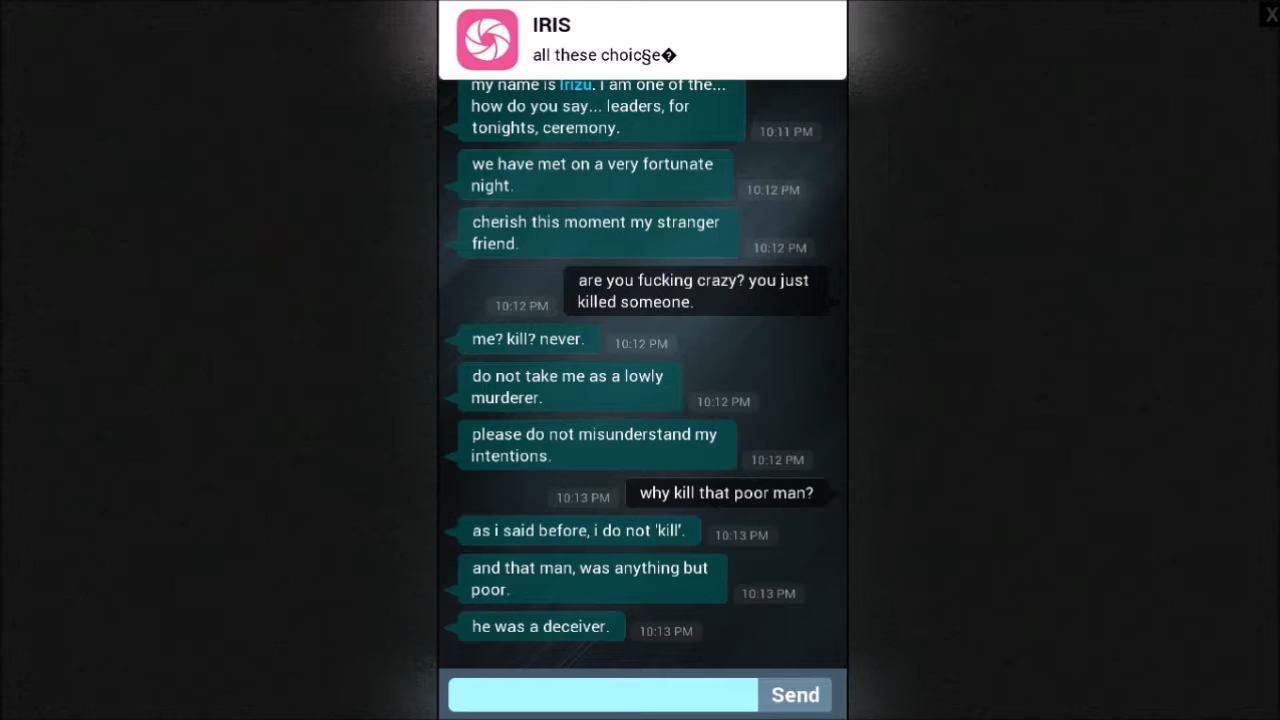 X
IRIS
all these choic§e�
my name is Irizu. I am one of the...
how do you say... leaders, for
tonights, ceremony.
10:11 PM
we have met on a very fortunate
night.
10:12 PM
cherish this moment my stranger
friend.
10:12 PM
are you fucking crazy? you just
killed someone.
10:12 PM
me? kill? never.
10:12 PM
do not take me as a lowly
murderer.
10:12 PM
please do not misunderstand my
intentions.
10:12 PM
why kill that poor man?
10:13 PM
as i said before, i do not 'kill'.
10:13 PM
and that man, was anything but
poor.
10:13 PM
he was a deceiver.
10:13 PM
Send